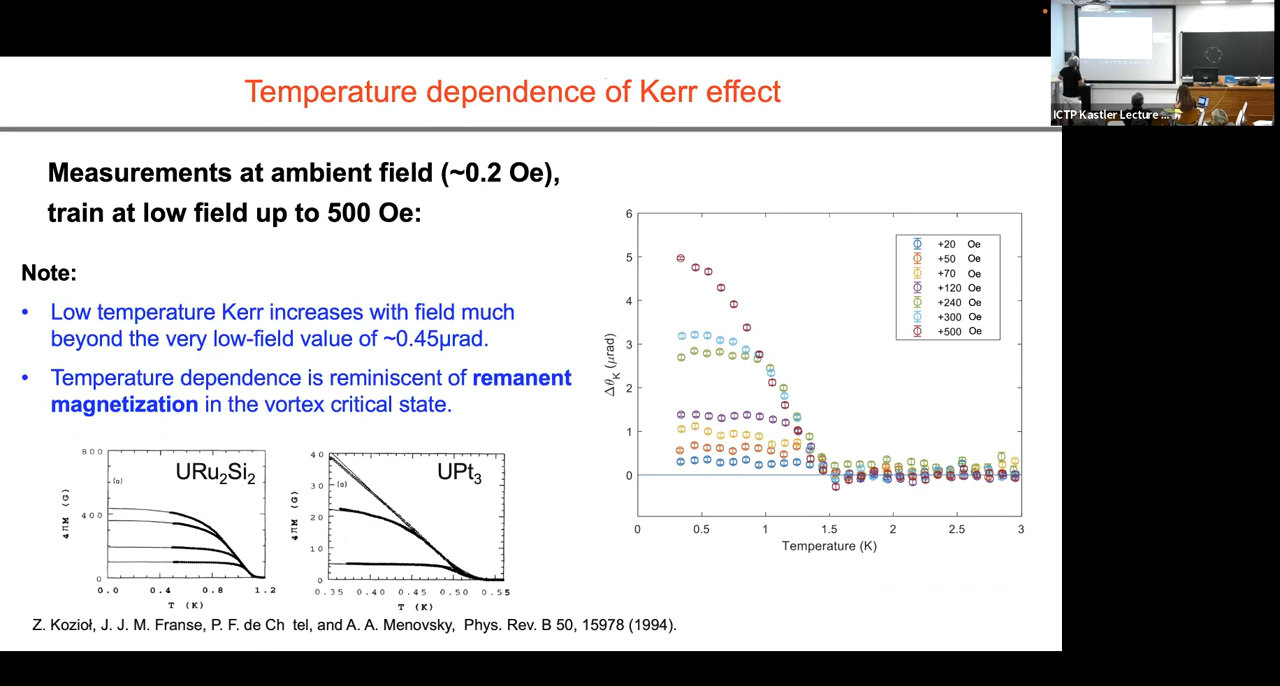 Temperature dependence of Kerr effect
ICTP Kastler Lecture ...
Measurements at ambient field (~0.2 Oe),
train at low field up to 500 Oe:
Note:
• Low temperature Kerr increases with field much
beyond the very low-field value of ~0.45μrad.
• Temperature dependence is reminiscent of remanent
magnetization in the vortex critical state.
800
400
0
4πM (G)
(a)
URu2Si2
0.0 0.4 0.8 1.2
T (K)
40
30
20
10
0
4πM (G)
(a)
UPt3
0.35 0.40 0.45 0.50 0.55
T (K)
6
5
4
3
2
1
0
ΔθK (μrad)
+20 Oe
+50 Oe
+70 Oe
+120 Oe
+240 Oe
+300 Oe
+500 Oe
0 0.5 1 1.5 2 2.5 3
Temperature (K)
Z. Kozioł, J. J. M. Franse, P. F. de Ch tel, and A. A. Menovsky, Phys. Rev. B 50, 15978 (1994).